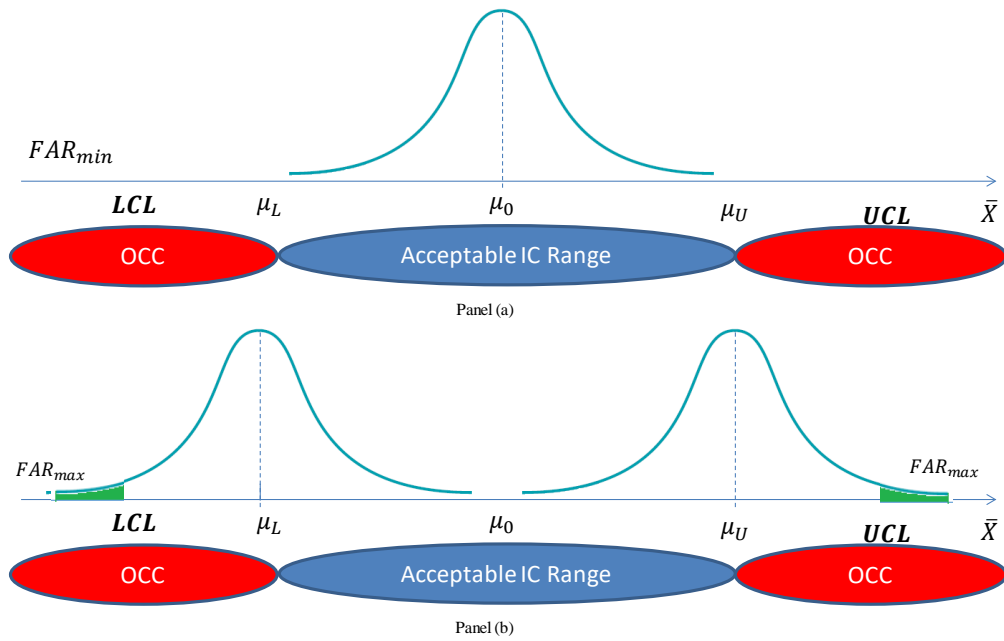 FAR_min
LCL μ_L μ_0 μ_U UCL X̄
OCC Acceptable IC Range OCC
Panel (a)
FAR_max FAR_max
LCL μ_L μ_0 μ_U UCL X̄
OCC Acceptable IC Range OCC
Panel (b)